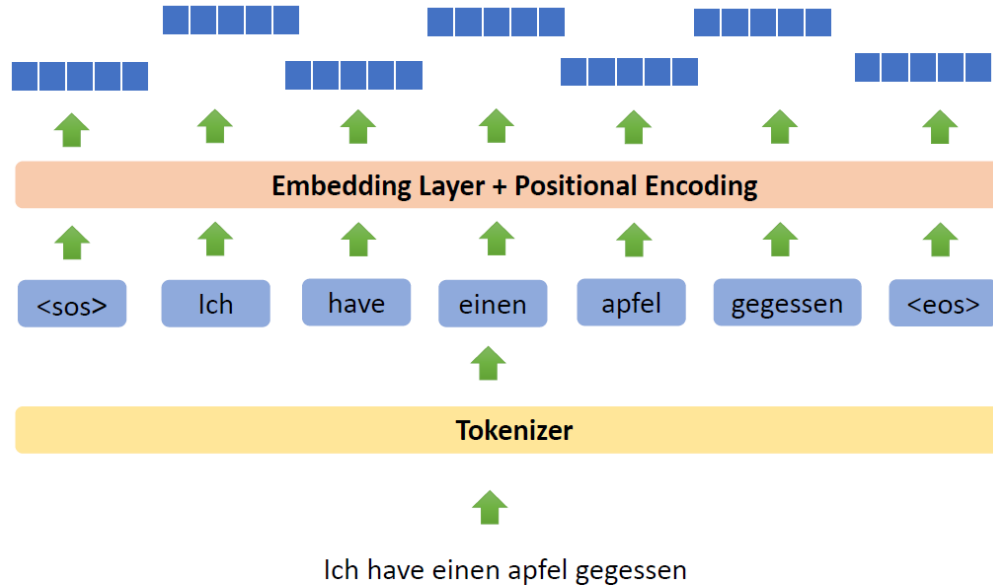 Embedding Layer + Positional Encoding
<sos> Ich have einen apfel gegessen <eos>
Tokenizer
Ich have einen apfel gegessen